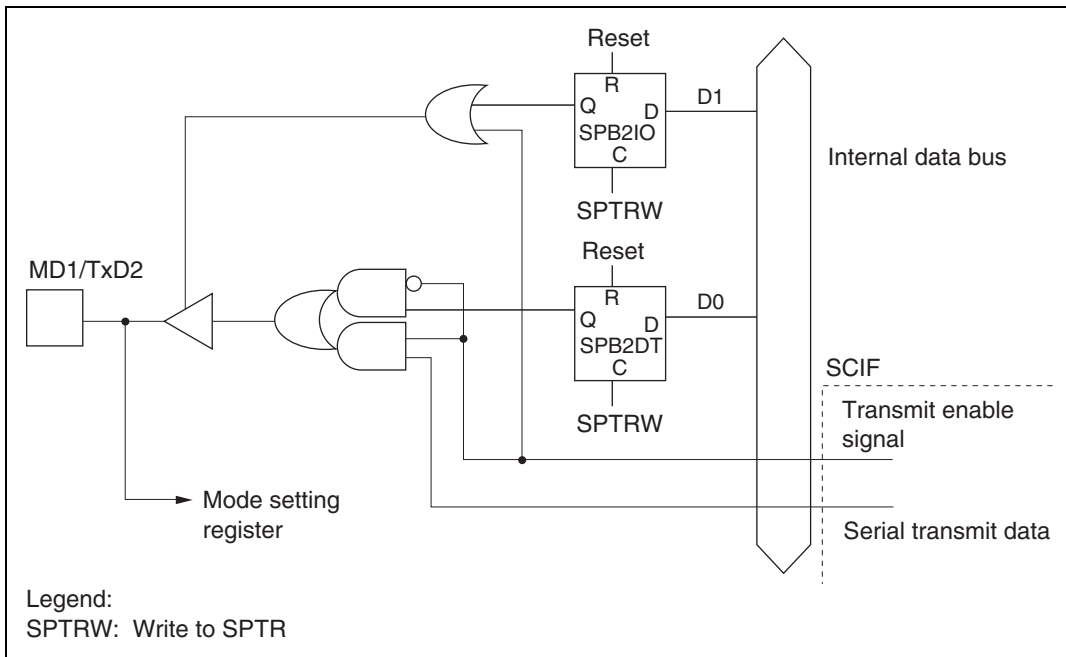 Reset
R
Q
D
SPB2IO
C
D1
SPTRW
Internal data bus
Reset
R
Q
D
SPB2DT
C
D0
SPTRW
MD1/TxD2
SCIF
Transmit enable
signal
Serial transmit data
Mode setting
register
Legend:
SPTRW: Write to SPTR